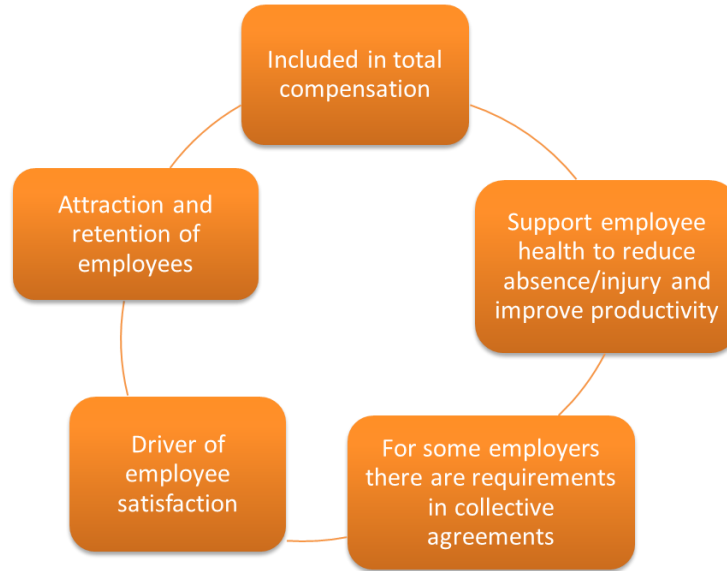 Included in total
compensation
Support employee
health to reduce
absence/injury and
improve productivity
For some employers
there are requirements
in collective
agreements
Driver of
employee
satisfaction
Attraction and
retention of
employees